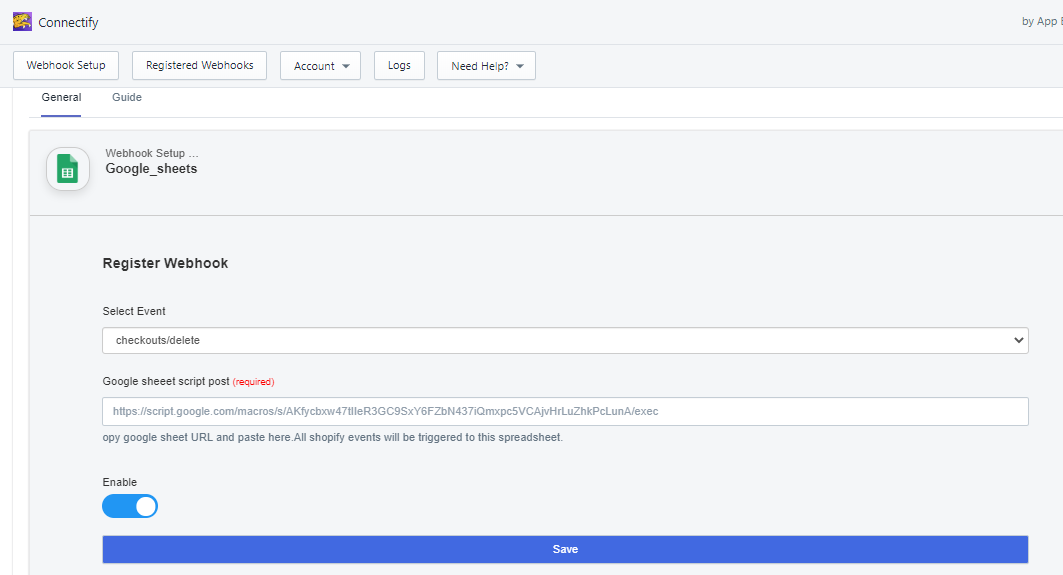 Connectify
by App
Webhook Setup
Registered Webhooks
Account
Logs
Need Help?
General
Guide
Webhook Setup ...
Google_sheets
Register Webhook
Select Event
checkouts/delete
Google sheeet script post (required)
https://script.google.com/macros/s/AKfycbxw47tIIeR3GC9SxY6FZbN437iQmxpc5VCAjvHrLuZhkPcLunA/exec
opy google sheet URL and paste here.All shopify events will be triggered to this spreadsheet.
Enable
Save